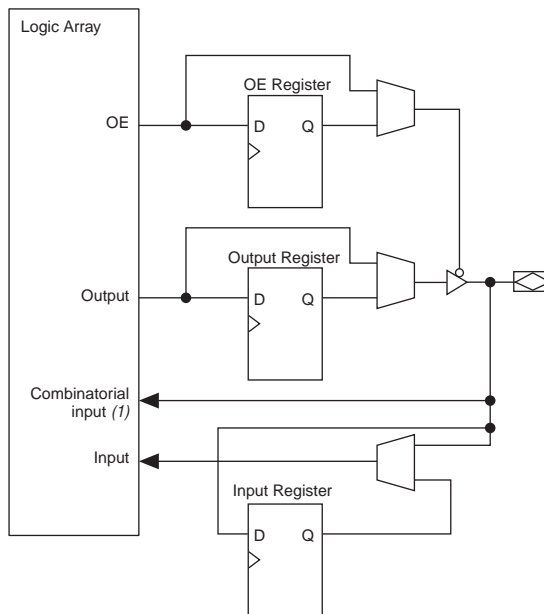 Logic Array
OE Register
OE
D
Q
Output Register
Output
D
Q
Combinatorial
input (1)
Input
Input Register
D
Q